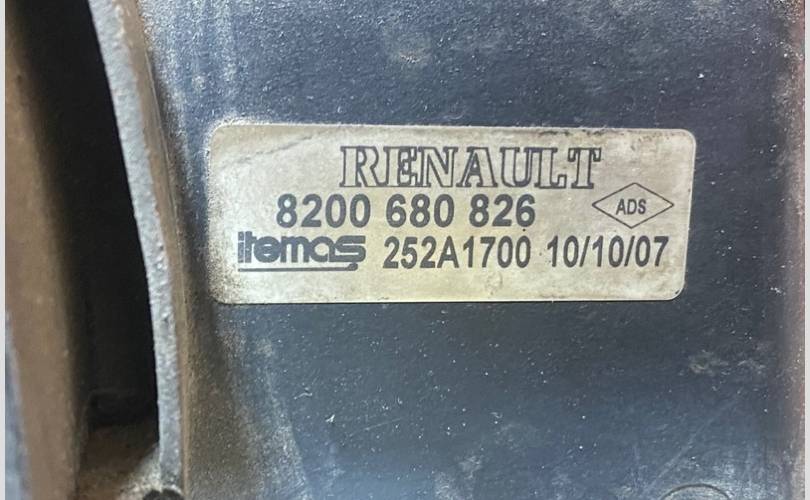 RENAULT
8200 680 826
ADS
itemas 252A1700 10/10/07